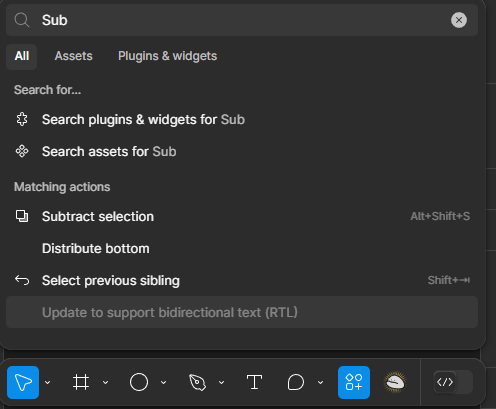 Sub
All Assets Plugins & widgets
Search for...
Search plugins & widgets for Sub
Search assets for Sub
Matching actions
Subtract selection Alt+Shift+S
Distribute bottom
Select previous sibling Shift+⇥
Update to support bidirectional text (RTL)
T </>